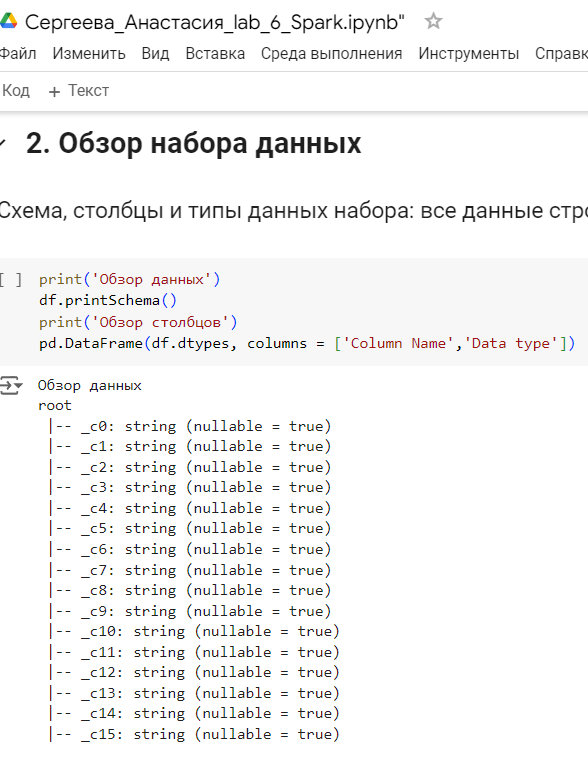 Сергеева_Анастасия_lab_6_Spark.ipynb"
Файл Изменить Вид Вставка Среда выполнения Инструменты Справк
Код + Текст
2. Обзор набора данных
Схема, столбцы и типы данных набора: все данные стро
[ ] print('Обзор данных')
df.printSchema()
print('Обзор столбцов')
pd.DataFrame(df.dtypes, columns = ['Column Name','Data type'])
Обзор данных
root
|-- _c0: string (nullable = true)
|-- _c1: string (nullable = true)
|-- _c2: string (nullable = true)
|-- _c3: string (nullable = true)
|-- _c4: string (nullable = true)
|-- _c5: string (nullable = true)
|-- _c6: string (nullable = true)
|-- _c7: string (nullable = true)
|-- _c8: string (nullable = true)
|-- _c9: string (nullable = true)
|-- _c10: string (nullable = true)
|-- _c11: string (nullable = true)
|-- _c12: string (nullable = true)
|-- _c13: string (nullable = true)
|-- _c14: string (nullable = true)
|-- _c15: string (nullable = true)